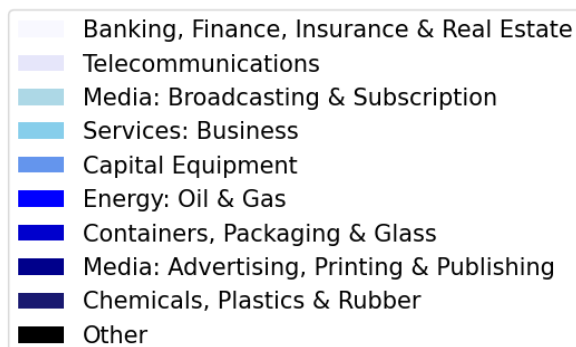 Banking, Finance, Insurance & Real Estate
Telecommunications
Media: Broadcasting & Subscription
Services: Business
Capital Equipment
Energy: Oil & Gas
Containers, Packaging & Glass
Media: Advertising, Printing & Publishing
Chemicals, Plastics & Rubber
Other